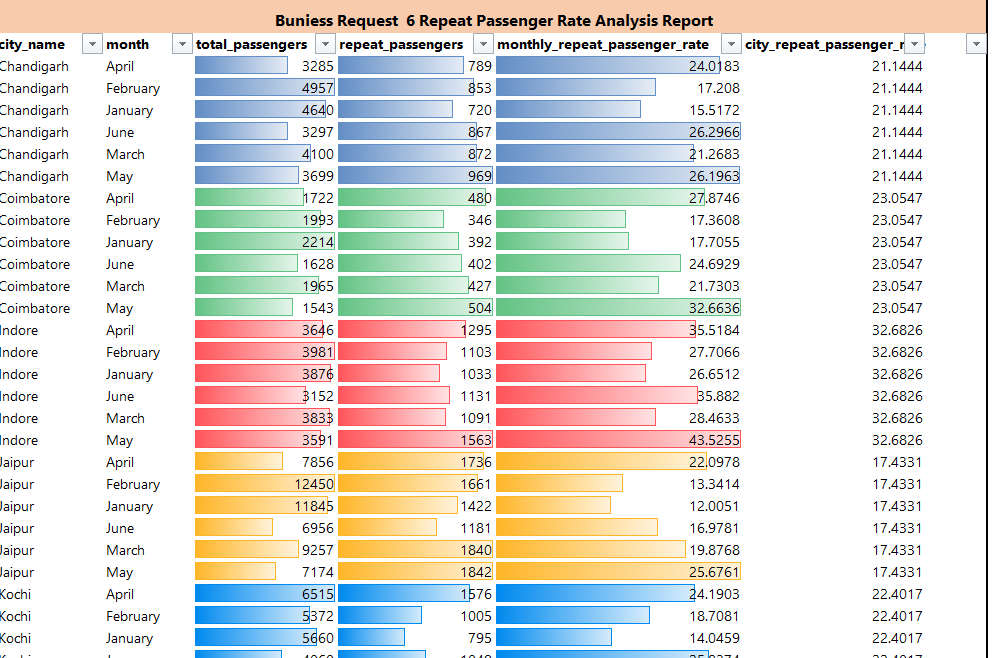 Buniess Request 6 Repeat Passenger Rate Analysis Report
city_name month total_passengers repeat_passengers monthly_repeat_passenger_rate city_repeat_passenger_r
Chandigarh April 3285 789 24.0183 21.1444
Chandigarh February 4957 853 17.208 21.1444
Chandigarh January 4640 720 15.5172 21.1444
Chandigarh June 3297 867 26.2966 21.1444
Chandigarh March 4100 872 21.2683 21.1444
Chandigarh May 3699 969 26.1963 21.1444
Coimbatore April 1722 480 27.8746 23.0547
Coimbatore February 1993 346 17.3608 23.0547
Coimbatore January 2214 392 17.7055 23.0547
Coimbatore June 1628 402 24.6929 23.0547
Coimbatore March 1965 427 21.7303 23.0547
Coimbatore May 1543 504 32.6636 23.0547
Indore April 3646 1295 35.5184 32.6826
Indore February 3981 1103 27.7066 32.6826
Indore January 3876 1033 26.6512 32.6826
Indore June 3152 1131 35.882 32.6826
Indore March 3833 1091 28.4633 32.6826
Indore May 3591 1563 43.5255 32.6826
Jaipur April 7856 1736 22.0978 17.4331
Jaipur February 12450 1661 13.3414 17.4331
Jaipur January 11845 1422 12.0051 17.4331
Jaipur June 6956 1181 16.9781 17.4331
Jaipur March 9257 1840 19.8768 17.4331
Jaipur May 7174 1842 25.6761 17.4331
Kochi April 6515 1576 24.1903 22.4017
Kochi February 5372 1005 18.7081 22.4017
Kochi January 5660 795 14.0459 22.4017